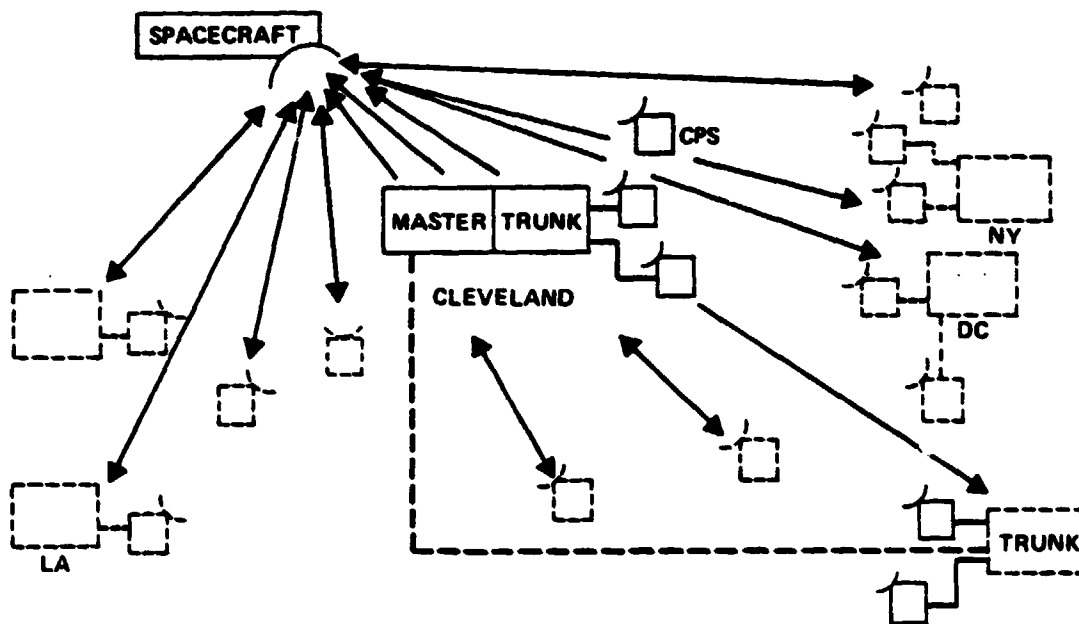 SPACECRAFT
CPS
MASTER TRUNK
NY
CLEVELAND
DC
TRUNK
LA